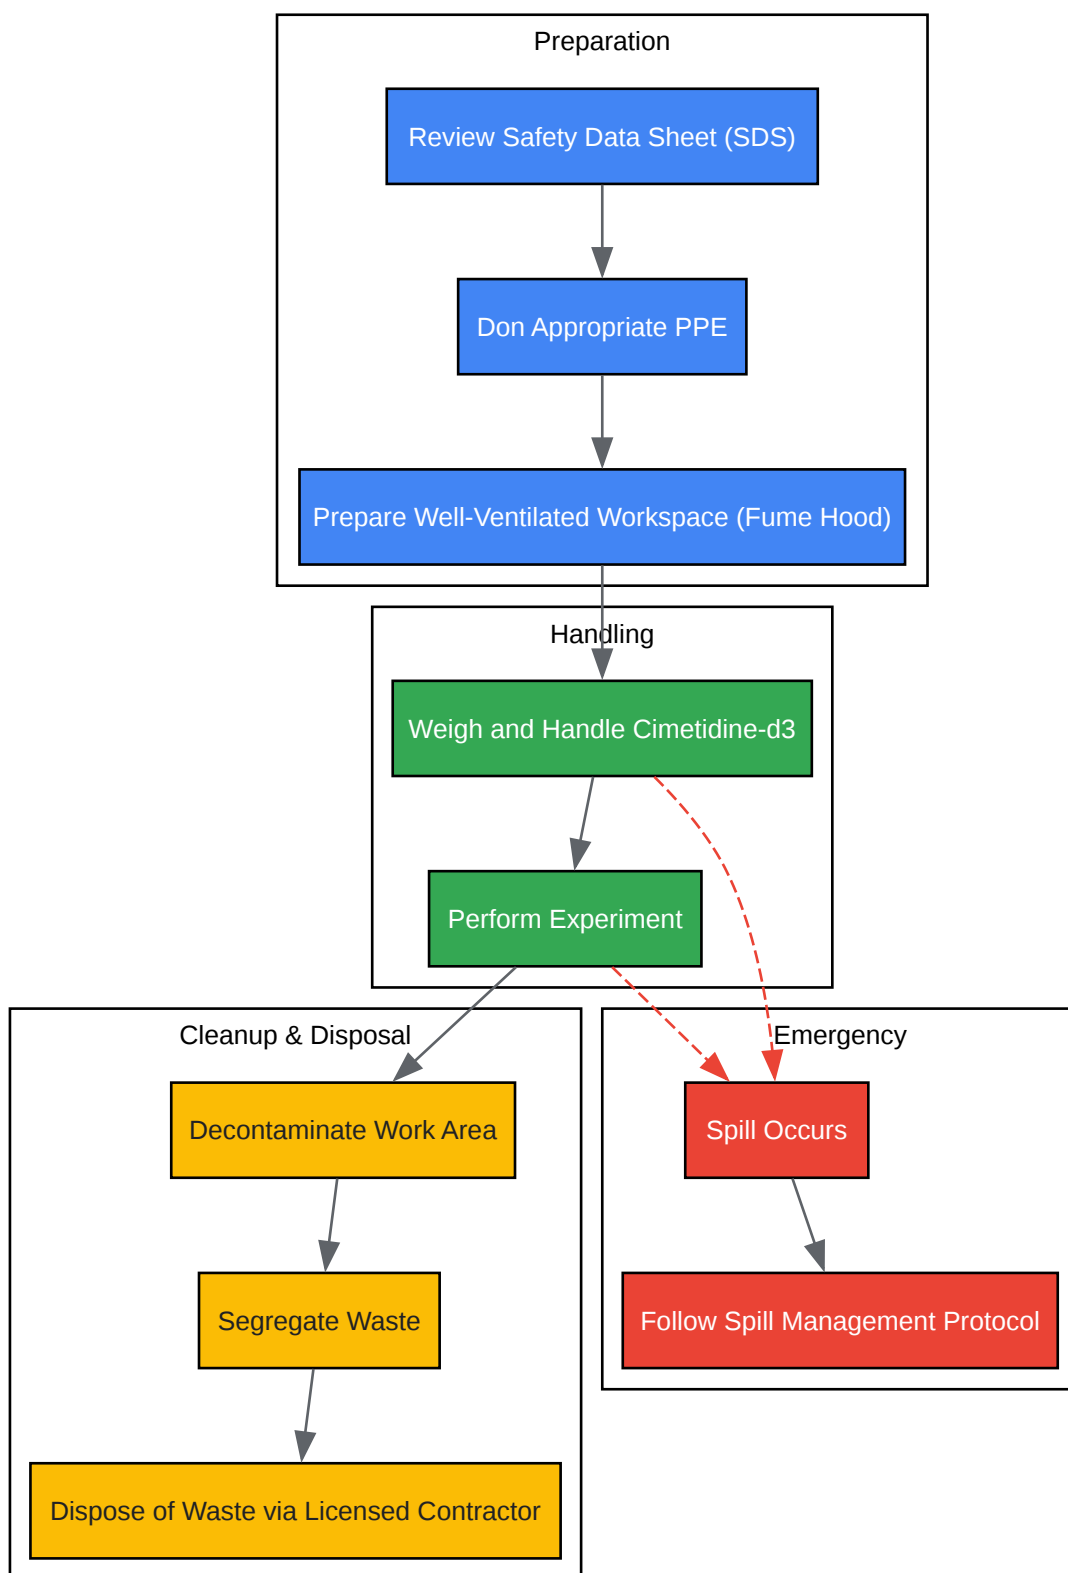 Preparation
Review Safety Data Sheet (SDS)
Don Appropriate PPE
Prepare Well-Ventilated Workspace (Fume Hood)
Handling
Weigh and Handle Cimetidine-d3
Perform Experiment
Cleanup & Disposal
Decontaminate Work Area
Segregate Waste
Dispose of Waste via Licensed Contractor
Emergency
Spill Occurs
Follow Spill Management Protocol